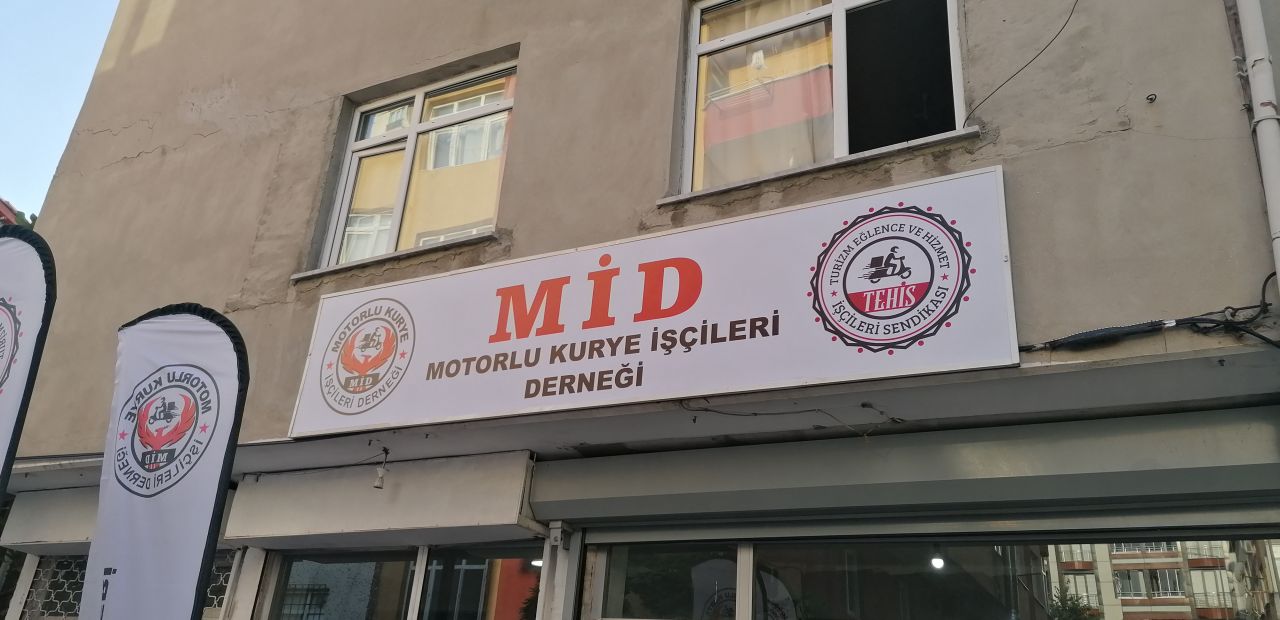 MİD
MOTORLU KURYE İŞÇİLERİ
DERNEĞİ
MOTORLU KURYE
MİD
İŞÇİLERİ DERNEĞİ
TURİZM EĞLENCE VE HİZMET
TEHİS
İŞÇİLERİ SENDİKASI
MOTORLU KURYE
MİD
İŞÇİLERİ DERNEĞİ